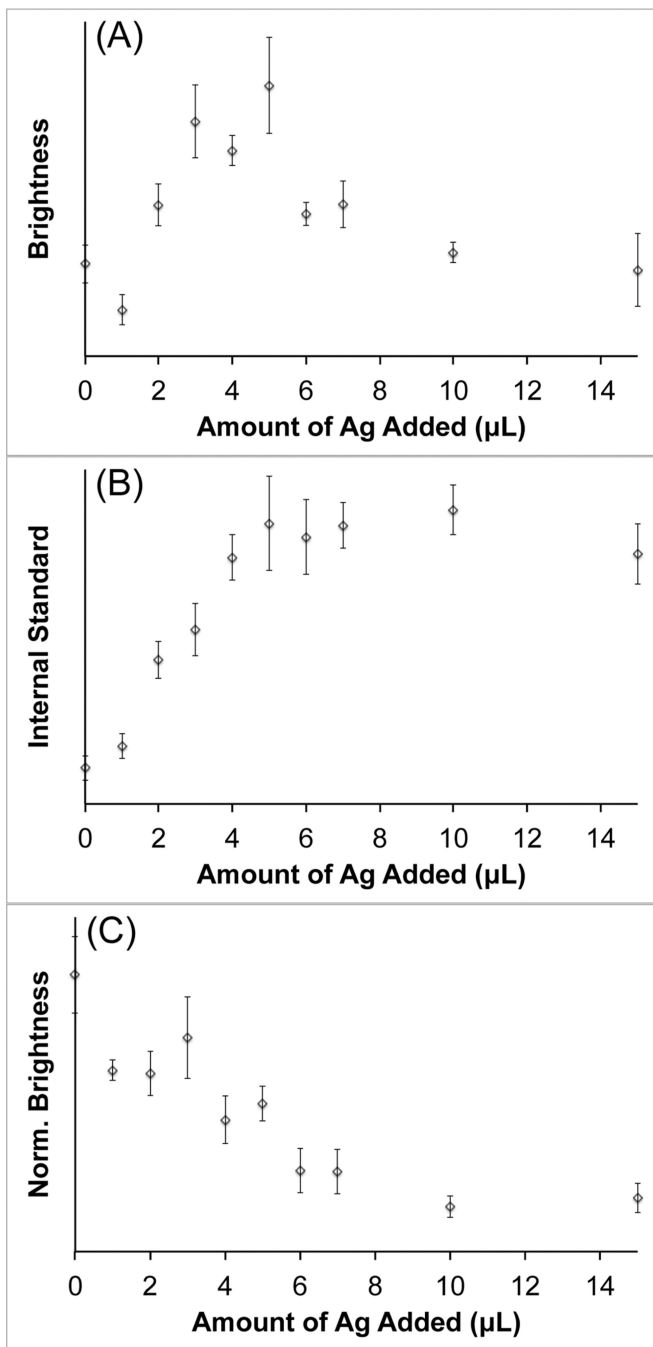 (A)
Brightness
0 2 4 6 8 10 12 14
Amount of Ag Added (µL)
(B)
Internal Standard
0 2 4 6 8 10 12 14
Amount of Ag Added (µL)
(C)
Norm. Brightness
0 2 4 6 8 10 12 14
Amount of Ag Added (µL)